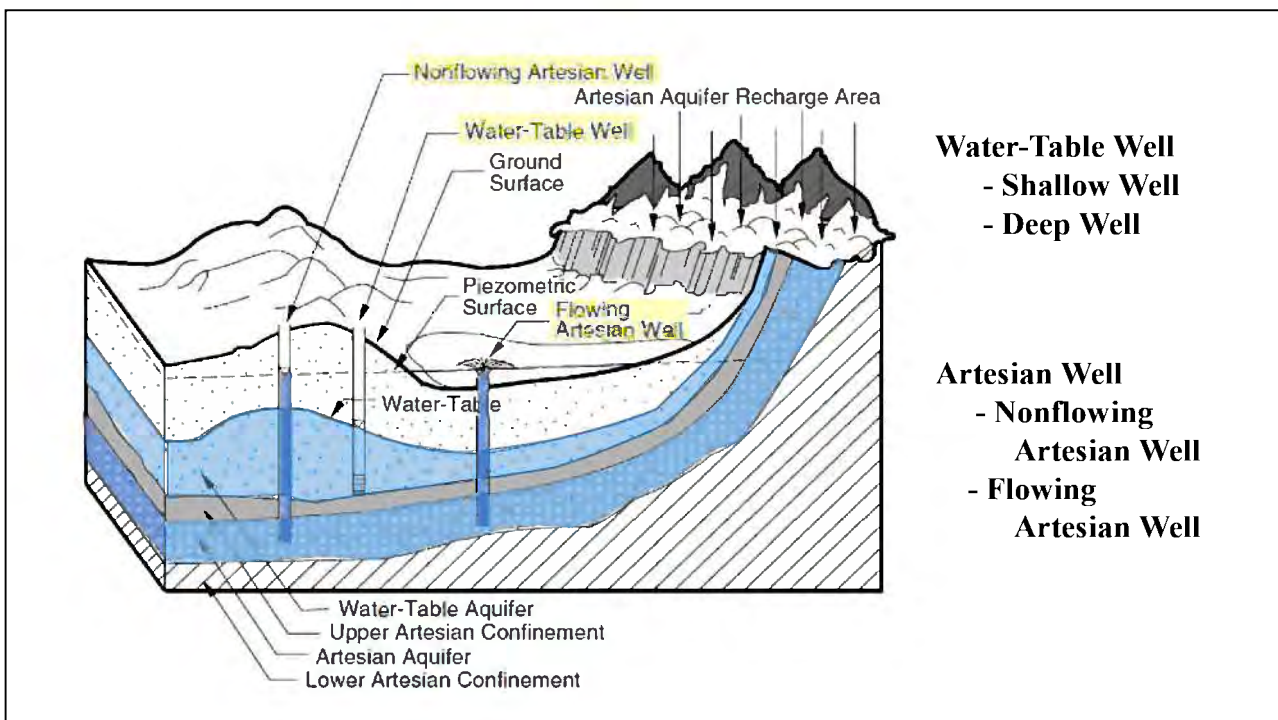 Nonflowing Artesian Well
Artesian Aquifer Recharge Area
Water-Table Well
Ground
Surface
Piezometric
Surface
Flowing
Artesian Well
Water-Table
Water-Table Aquifer
Upper Artesian Confinement
Artesian Aquifer
Lower Artesian Confinement
Water-Table Well
- Shallow Well
- Deep Well
Artesian Well
- Nonflowing
Artesian Well
- Flowing
Artesian Well